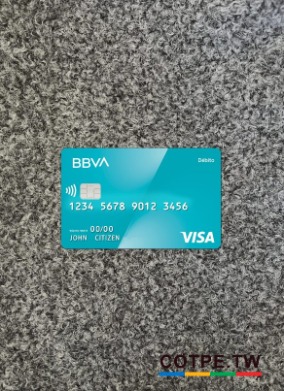 BBVA
Débito
1234 5678 9012 3456
00/00
JOHN CITIZEN
VISA
COTPE.TW